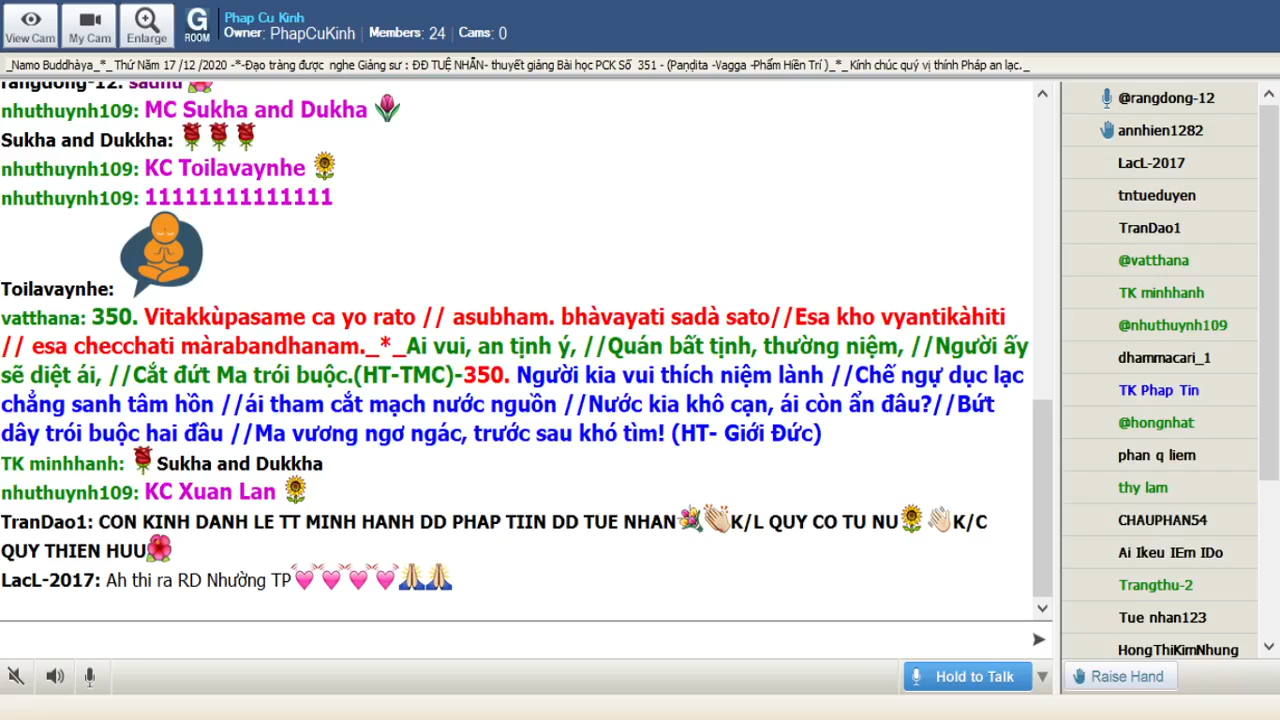 View Cam
My Cam
Enlarge
G
ROOM
Phap Cu Kinh
Owner: PhapCuKinh Members: 24 Cams: 0
_Namo Buddhàya_*_ Thứ Năm 17 /12 /2020 -*-Đạo tràng được nghe Giảng sư : ĐĐ TUỆ NHẪN- thuyết giảng Bài học PCK Số 351 - (Paṇḍita -Vagga -Phẩm Hiền Trí )_*_ Kính chúc quý vị thính Pháp an lạc._
rangdong-12: sadhu
nhuthuynh109: MC Sukha and Dukha
Sukha and Dukkha:
nhuthuynh109: KC Toilavaynhe
nhuthuynh109: 11111111111111
Toilavaynhe:
vatthana: 350. Vitakkùpasame ca yo rato // asubham. bhàvayati sadà sato//Esa kho vyantikàhiti
// esa checchati màrabandhanam._*_Ai vui, an tịnh ý, //Quán bất tịnh, thường niệm, //Người ấy
sẽ diệt ái, //Cắt đứt Ma trói buộc.(HT-TMC)-350. Người kia vui thích niệm lành //Chế ngự dục lạc
chẳng sanh tâm hồn //ái tham cắt mạch nước nguồn //Nước kia khô cạn, ái còn ẩn đâu?//Bứt
dây trói buộc hai đầu //Ma vương ngơ ngác, trước sau khó tìm! (HT- Giới Đức)
TK minhhanh: Sukha and Dukkha
nhuthuynh109: KC Xuan Lan
TranDao1: CON KINH DANH LE TT MINH HANH DD PHAP TIIN DD TUE NHAN K/L QUY CO TU NU K/C
QUY THIEN HUU
LacL-2017: Ah thi ra RD Nhường TP
@rangdong-12
annhien1282
LacL-2017
tntueduyen
TranDao1
@vatthana
TK minhhanh
@nhuthuynh109
dhammacari_1
TK Phap Tin
@hongnhat
phan q liem
thy lam
CHAUPHAN54
Ai Ikeu IEm IDo
Trangthu-2
Tue nhan123
HongThiKimNhung
Hold to Talk
Raise Hand